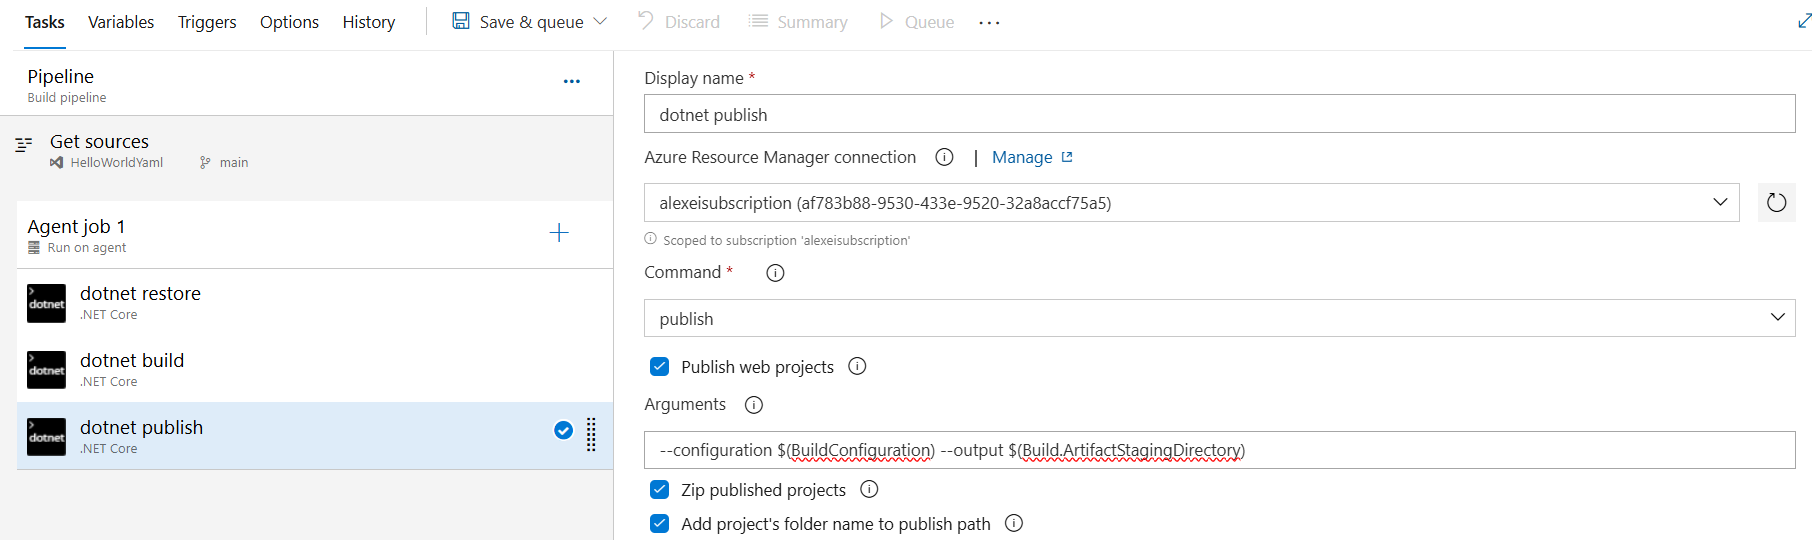 Tasks Variables Triggers Options History Save & queue Discard Summary Queue ...
Pipeline
Build pipeline
Get sources
HelloWorldYaml main
Agent job 1
Run on agent
dotnet restore
.NET Core
dotnet build
.NET Core
dotnet publish
.NET Core
Display name *
dotnet publish
Azure Resource Manager connection | Manage
alexeisubscription (af783b88-9530-433e-9520-32a8accf75a5)
Scoped to subscription 'alexeisubscription'
Command *
publish
Publish web projects
Arguments
--configuration $(BuildConfiguration) --output $(Build.ArtifactStagingDirectory)
Zip published projects
Add project's folder name to publish path